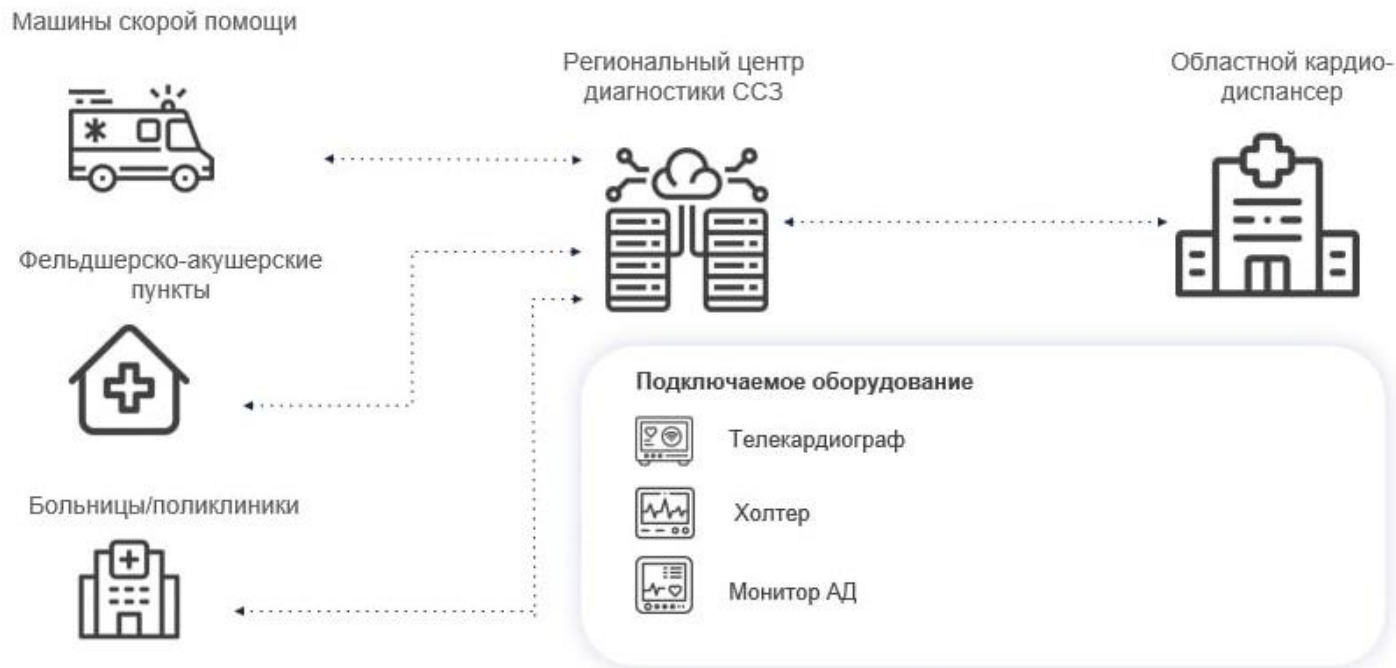 Машины скорой помощи
Региональный центр
диагностики ССЗ
Областной кардио-
диспансер
Фельдшерско-акушерские
пункты
Больницы/поликлиники
Подключаемое оборудование
Телекардиограф
Холтер
Монитор АД